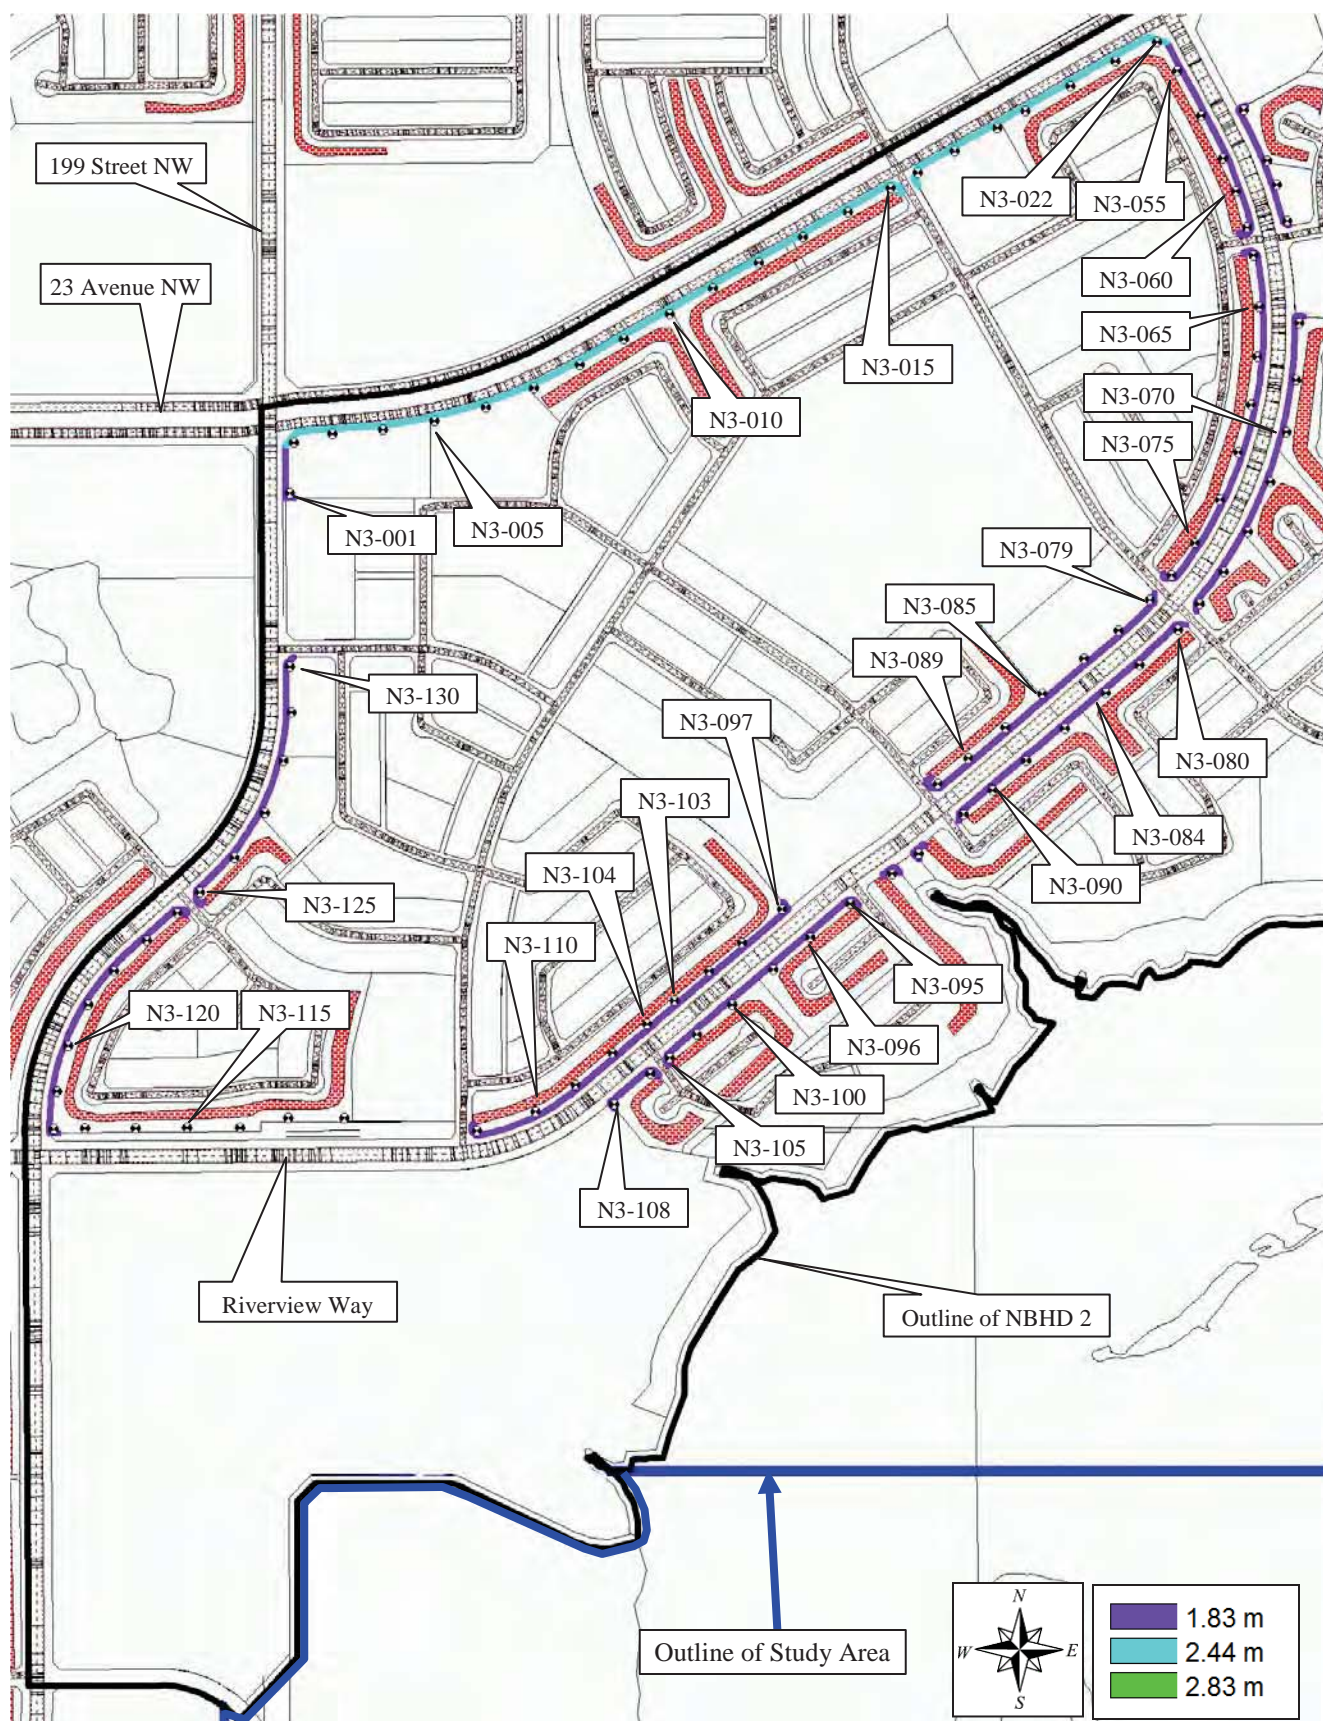 199 Street NW
N3-022
N3-055
23 Avenue NW
N3-060
N3-065
N3-015
N3-070
N3-010
N3-075
N3-001
N3-005
N3-079
N3-085
N3-089
N3-130
N3-097
N3-080
N3-103
N3-084
N3-104
N3-090
N3-125
N3-110
N3-095
N3-120
N3-115
N3-096
N3-100
N3-105
N3-108
Riverview Way
Outline of NBHD 2
Outline of Study Area
N
W
E
S
1.83 m
2.44 m
2.83 m